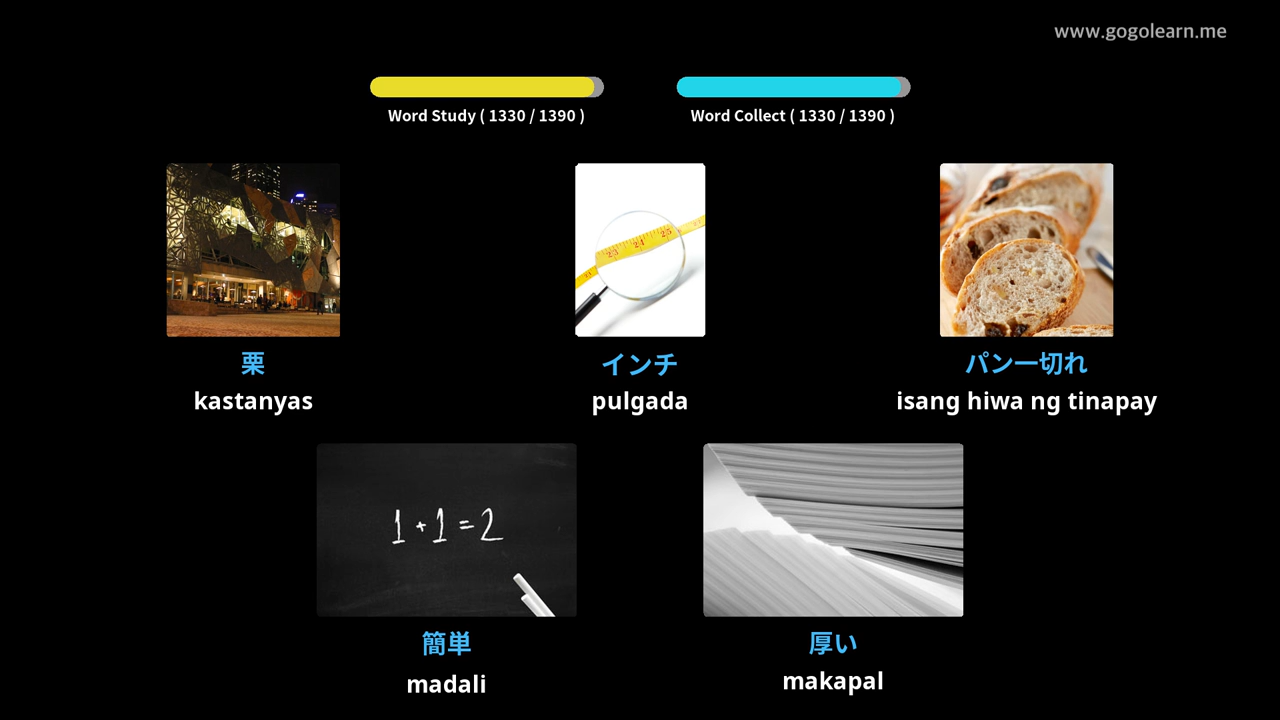 www.gogolearn.me
Word Study ( 1330 / 1390 )
Word Collect ( 1330 / 1390 )
栗
kastanyas
インチ
pulgada
パン一切れ
isang hiwa ng tinapay
1 + 1 = 2
簡単
madali
厚い
makapal